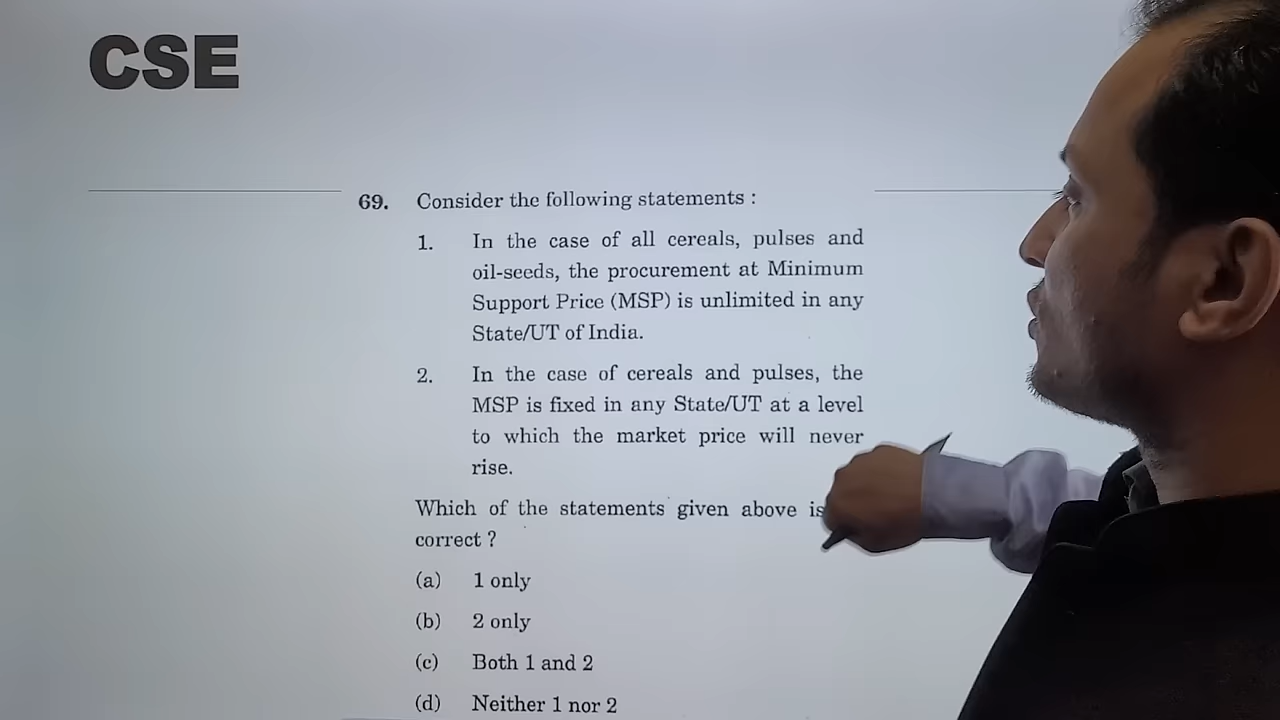 CSE
69. Consider the following statements :
1. In the case of all cereals, pulses and
oil-seeds, the procurement at Minimum
Support Price (MSP) is unlimited in any
State/UT of India.
2. In the case of cereals and pulses, the
MSP is fixed in any State/UT at a level
to which the market price will never
rise.
Which of the statements given above is
correct ?
(a) 1 only
(b) 2 only
(c) Both 1 and 2
(d) Neither 1 nor 2